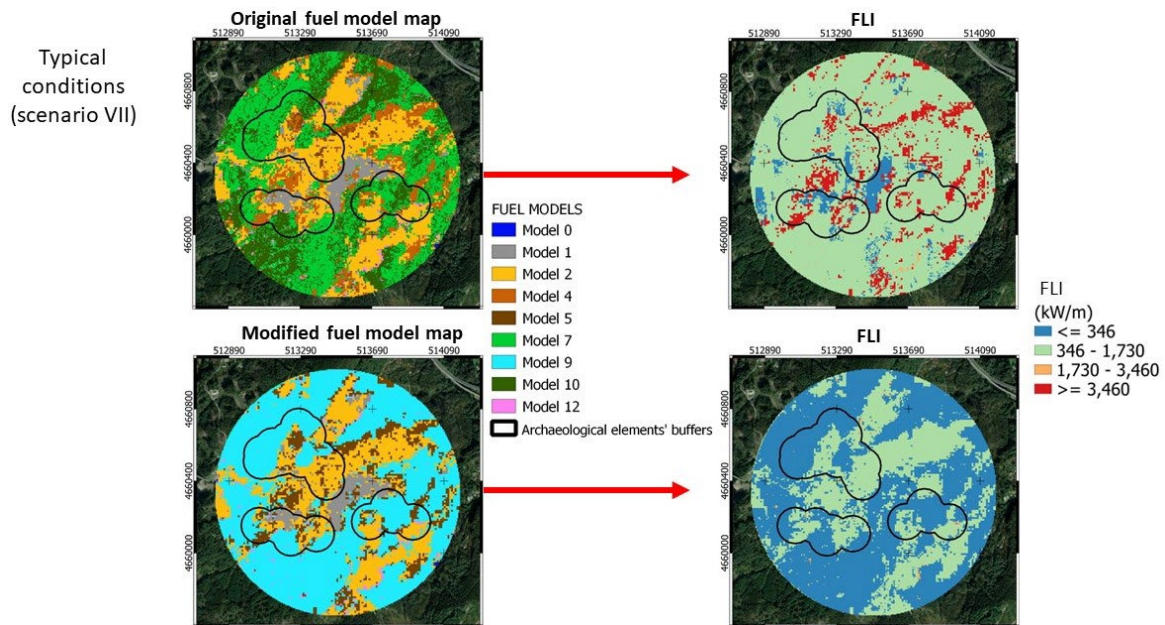 Typical
conditions
(scenario VII)
Original fuel model map
512890 513290 513690 514090
4660800
4660400
4660000
FLI
512890 513290 513690 514090
4660800
4660400
4660000
FUEL MODELS
Model 0
Model 1
Model 2
Model 4
Model 5
Model 7
Model 9
Model 10
Model 12
Archaeological elements' buffers
FLI
(kW/m)
<= 346
346 - 1,730
1,730 - 3,460
>= 3,460
Modified fuel model map
512890 513290 513690 514090
4660800
4660400
4660000
FLI
512890 513290 513690 514090
4660800
4660400
4660000